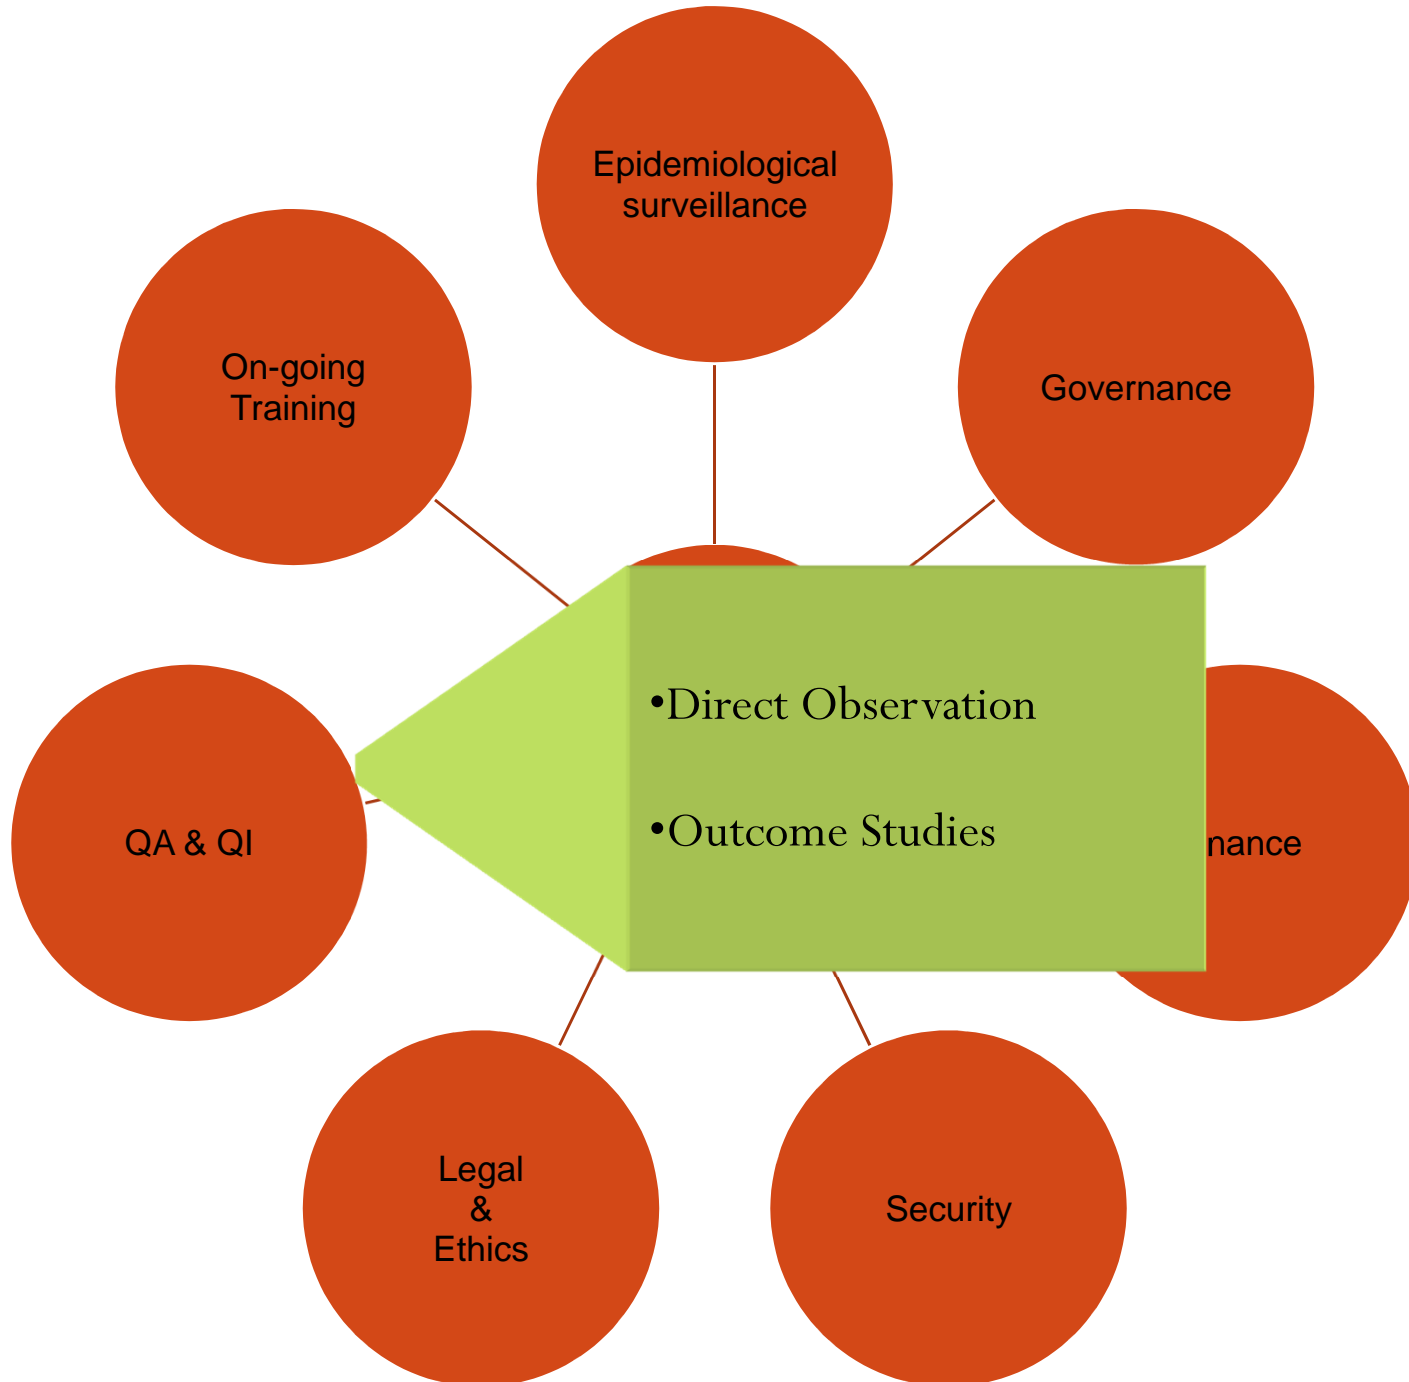 Epidemiological
surveillance
On-going
Training
Governance
•Direct Observation
•Outcome Studies
QA & QI
nance
Legal
&
Ethics
Security